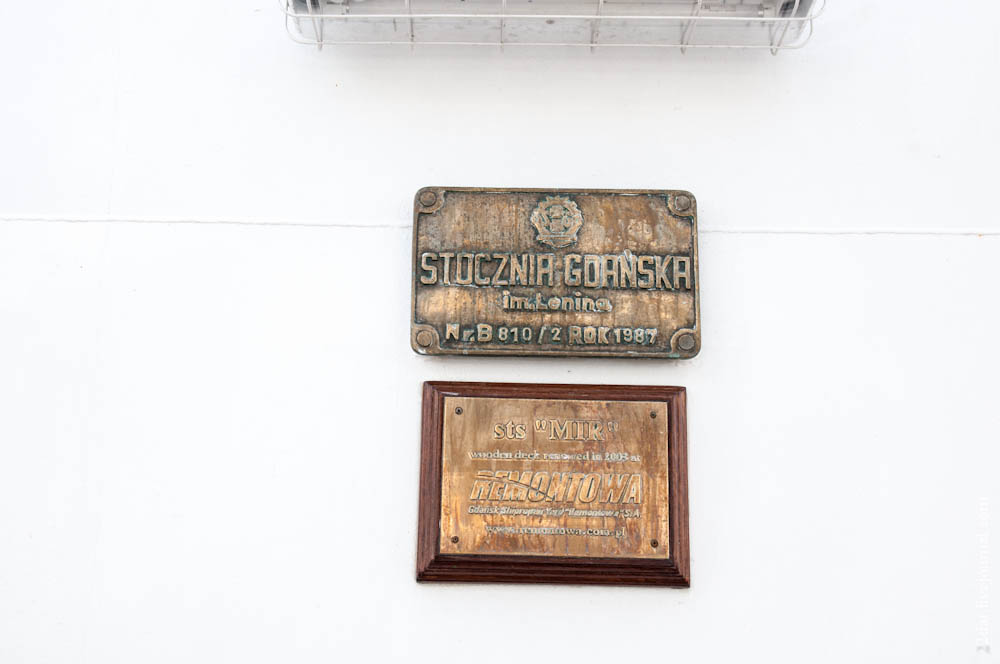 STOCZNIA GDAŃSKA
im. Lenina
Nr. B 810 / 2 ROK 1987
sts "MIR"
wooden deck renewed in 2003 at
REMONTOWA
Gdańsk Shiprepair Yard "Remontowa" S.A.
www.remontowa.com.pl